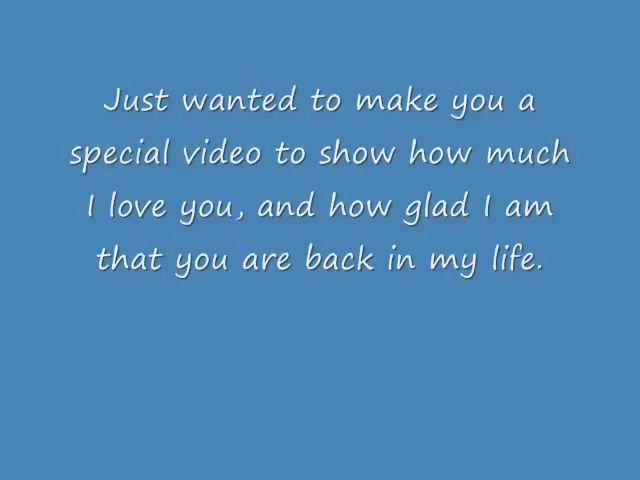 Just wanted to make you a
special video to show how much
I love you, and how glad I am
that you are back in my life.